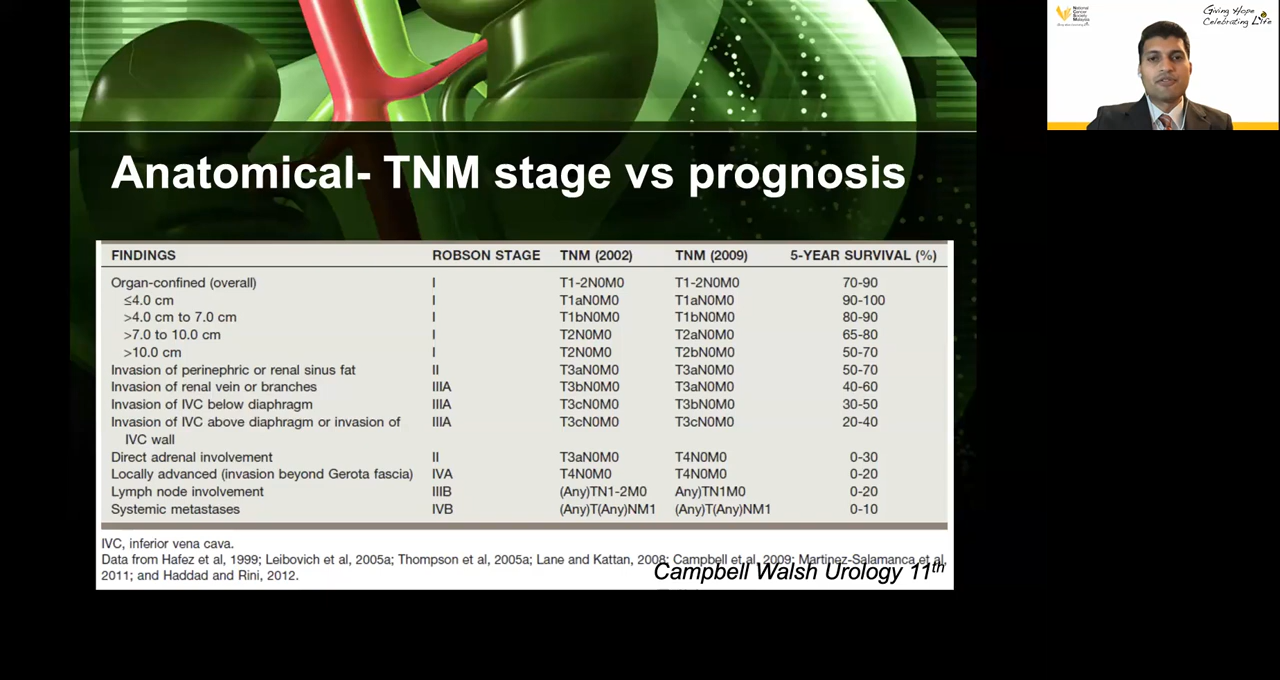 National
Cancer
Society
Malaysia
Giving Hope
Celebrating Life
Anatomical- TNM stage vs prognosis
FINDINGS ROBSON STAGE TNM (2002) TNM (2009) 5-YEAR SURVIVAL (%)
Organ-confined (overall) I T1-2N0M0 T1-2N0M0 70-90
≤4.0 cm I T1aN0M0 T1aN0M0 90-100
>4.0 cm to 7.0 cm I T1bN0M0 T1bN0M0 80-90
>7.0 to 10.0 cm I T2N0M0 T2aN0M0 65-80
>10.0 cm I T2N0M0 T2bN0M0 50-70
Invasion of perinephric or renal sinus fat II T3aN0M0 T3aN0M0 50-70
Invasion of renal vein or branches IIIA T3bN0M0 T3aN0M0 40-60
Invasion of IVC below diaphragm IIIA T3cN0M0 T3bN0M0 30-50
Invasion of IVC above diaphragm or invasion of IIIA T3cN0M0 T3cN0M0 20-40
IVC wall
Direct adrenal involvement II T3aN0M0 T4N0M0 0-30
Locally advanced (invasion beyond Gerota fascia) IVA T4N0M0 T4N0M0 0-20
Lymph node involvement IIIB (Any)TN1-2M0 Any)TN1M0 0-20
Systemic metastases IVB (Any)T(Any)NM1 (Any)T(Any)NM1 0-10
IVC, inferior vena cava.
Data from Hafez et al, 1999; Leibovich et al, 2005a; Thompson et al, 2005a; Lane and Kattan, 2008; Campbell et al, 2009; Martinez-Salamanca et al,
2011; and Haddad and Rini, 2012.
Campbell Walsh Urology 11th